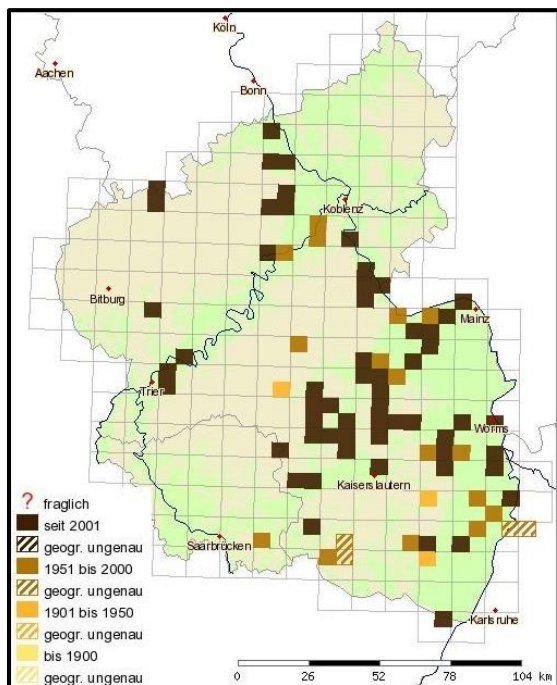 Köln
Aachen
Bonn
Koblenz
Bitburg
Mainz
Trier
Worms
Kaiserslautern
Saarbrücken
Karlsruhe
? fraglich
seit 2001
geogr. ungenau
1951 bis 2000
geogr. ungenau
1901 bis 1950
geogr. ungenau
bis 1900
geogr. ungenau
0 26 52 78 104 km